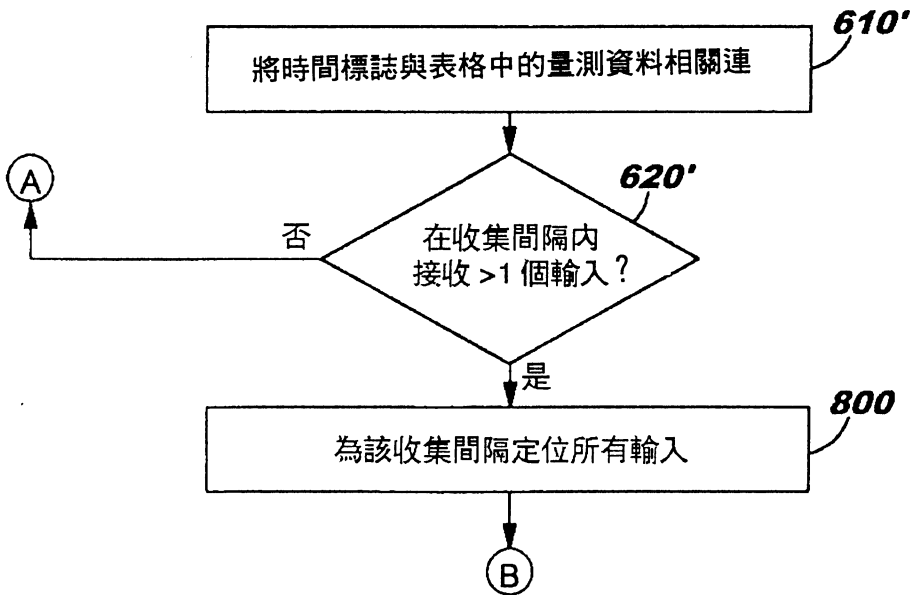 610'
將時間標誌與表格中的量測資料相關連
A
620'
否
在收集間隔內
接收 >1 個輸入？
是
800
為該收集間隔定位所有輸入
B